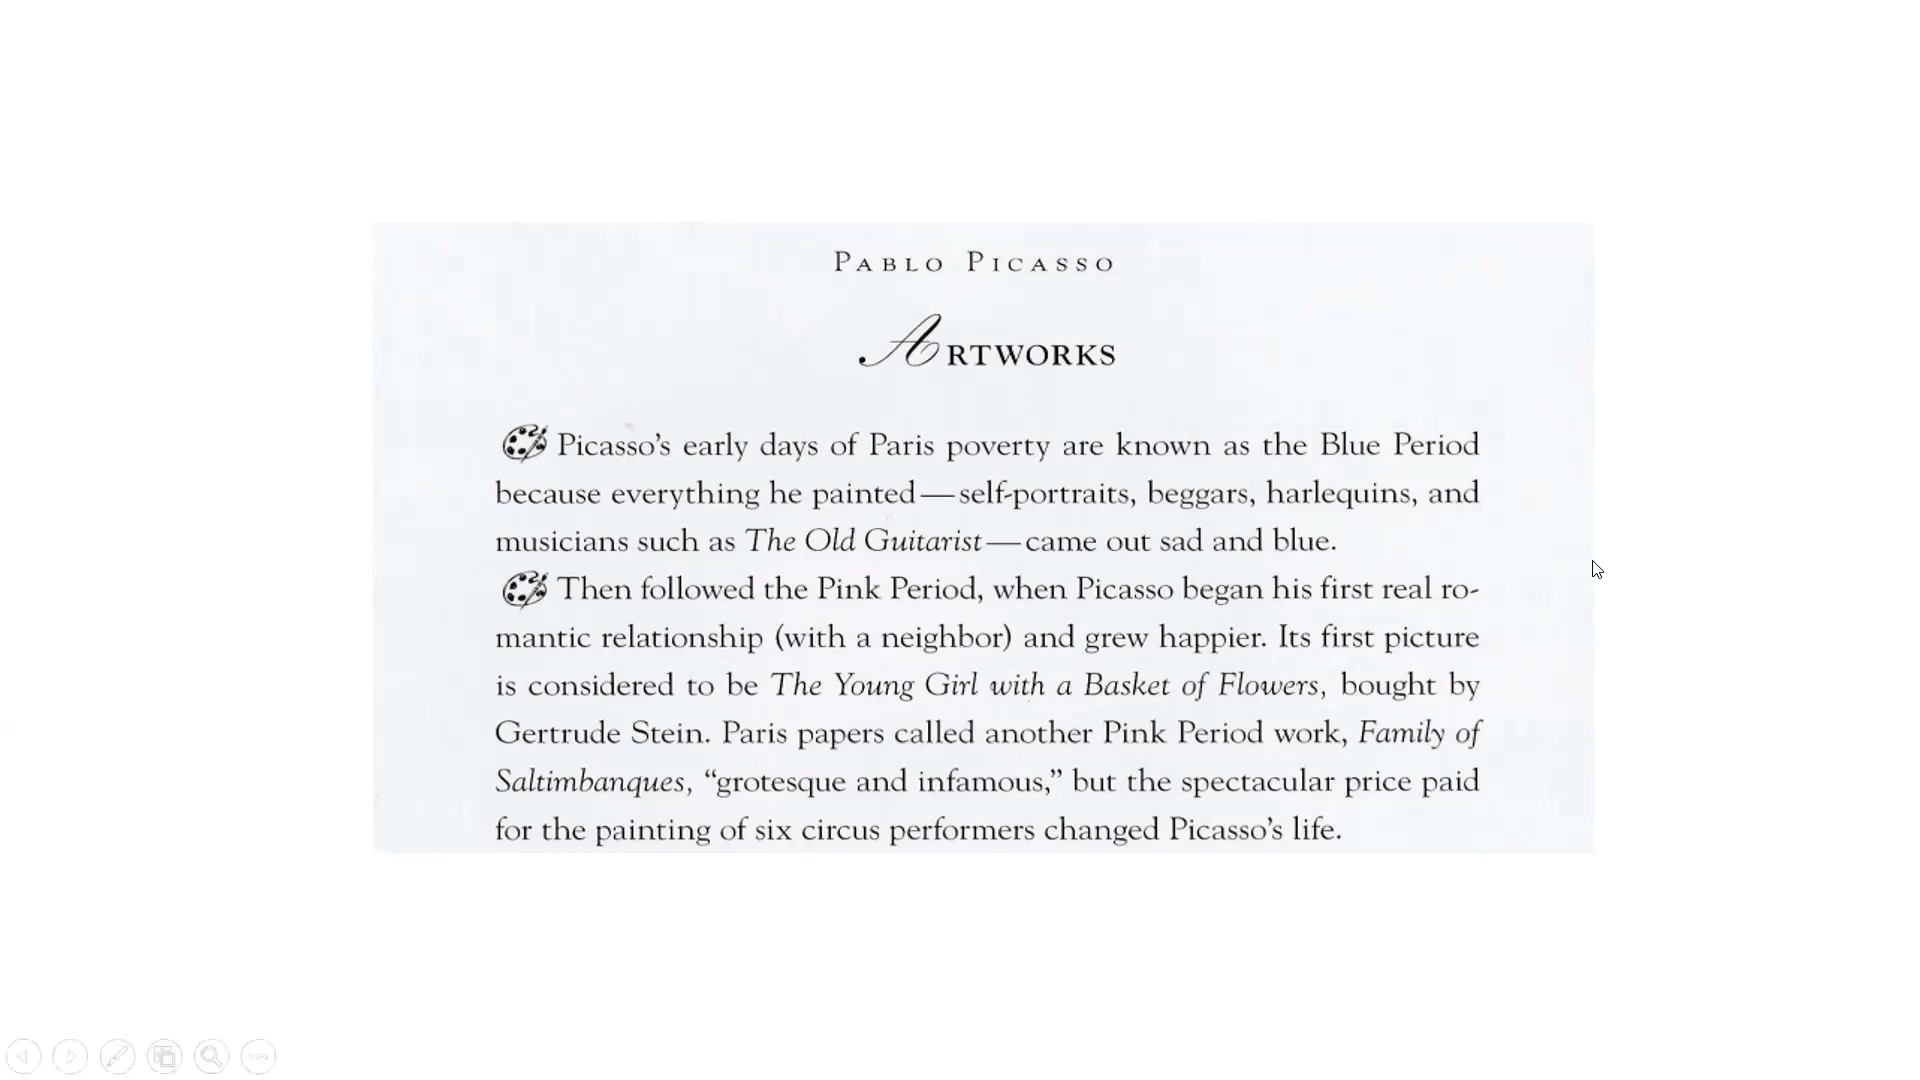 PABLO PICASSO
ARTWORKS
Picasso’s early days of Paris poverty are known as the Blue Period
because everything he painted—self-portraits, beggars, harlequins, and
musicians such as The Old Guitarist—came out sad and blue.
Then followed the Pink Period, when Picasso began his first real ro-
mantic relationship (with a neighbor) and grew happier. Its first picture
is considered to be The Young Girl with a Basket of Flowers, bought by
Gertrude Stein. Paris papers called another Pink Period work, Family of
Saltimbanques, “grotesque and infamous,” but the spectacular price paid
for the painting of six circus performers changed Picasso’s life.